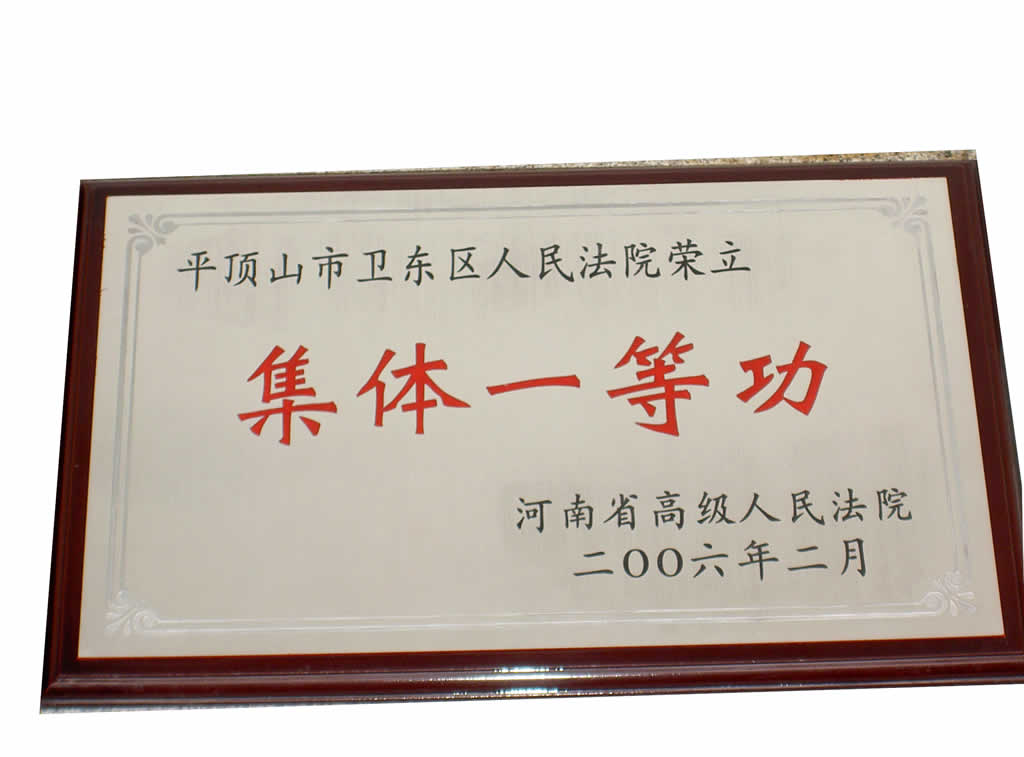 平顶山市卫东区人民法院荣立
集体一等功
河南省高级人民法院
二OO六年二月